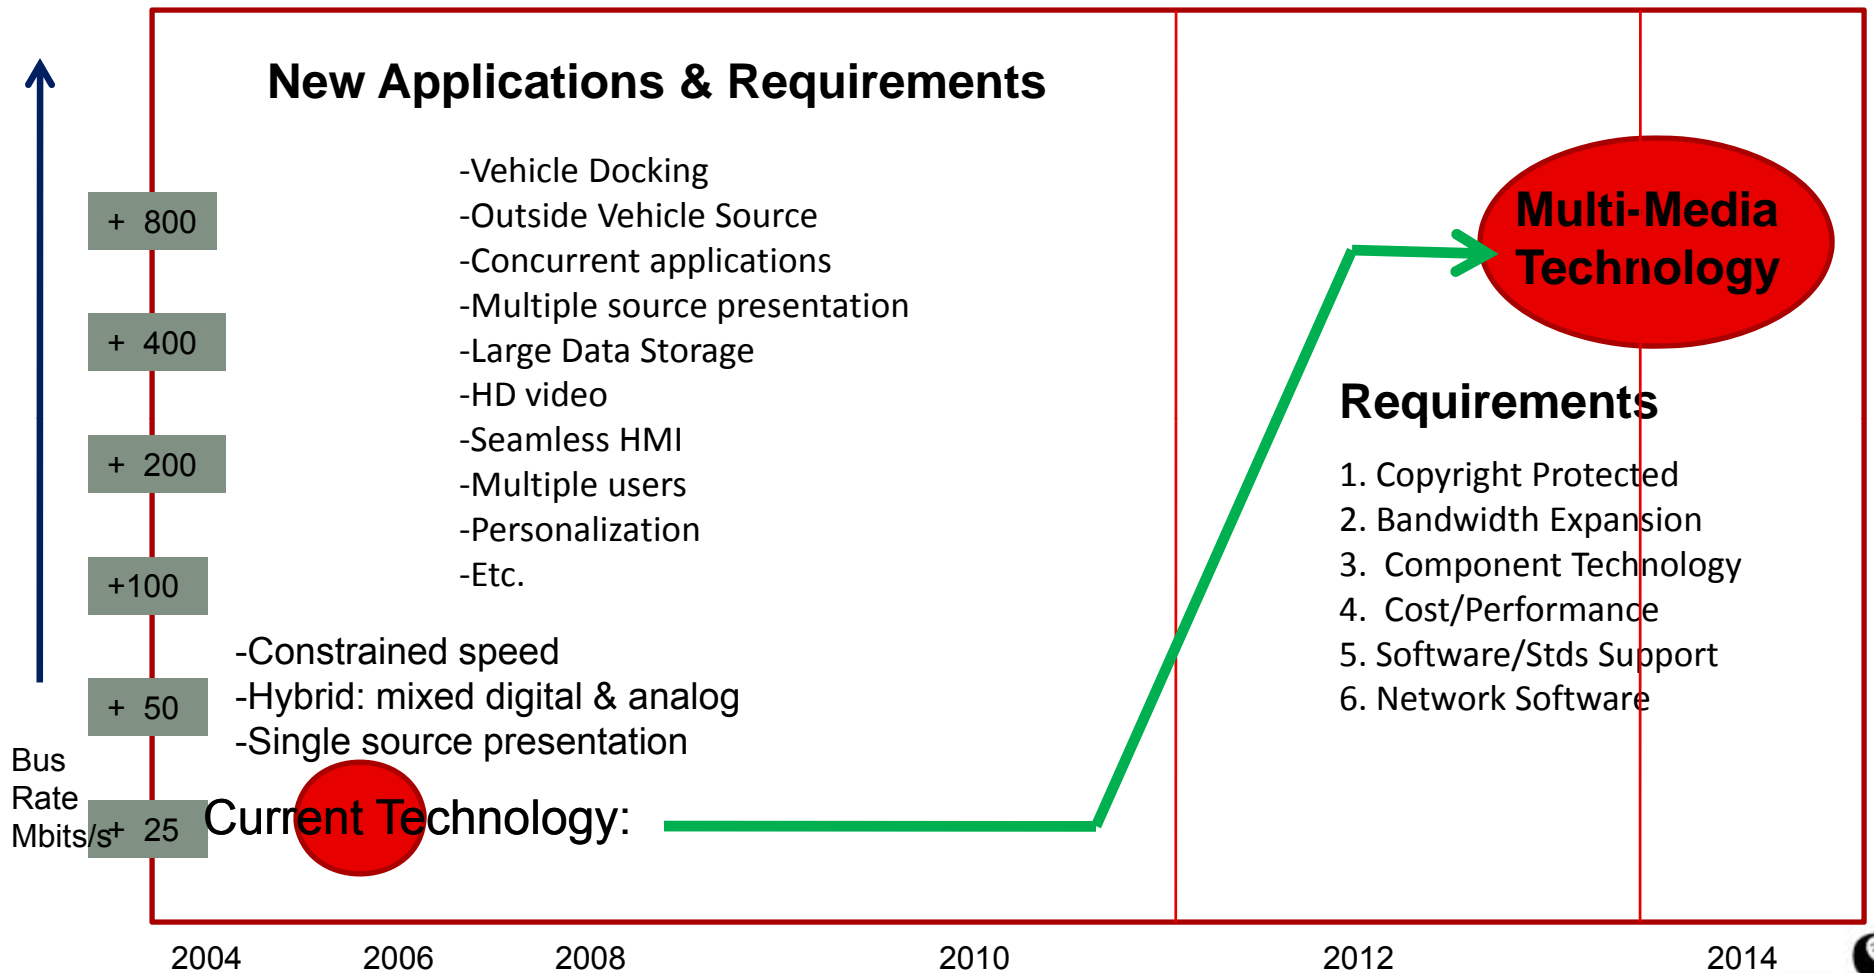 New Applications & Requirements
-Vehicle Docking
-Outside Vehicle Source
-Concurrent applications
-Multiple source presentation
-Large Data Storage
-HD video
-Seamless HMI
-Multiple users
-Personalization
-Etc.
-Constrained speed
-Hybrid: mixed digital & analog
-Single source presentation
Current Technology:
Multi-Media
Technology
Requirements
1. Copyright Protected
2. Bandwidth Expansion
3. Component Technology
4. Cost/Performance
5. Software/Stds Support
6. Network Software
+ 800
+ 400
+ 200
+100
+ 50
+ 25
Bus
Rate
Mbits/s
2004 2006 2008 2010 2012 2014